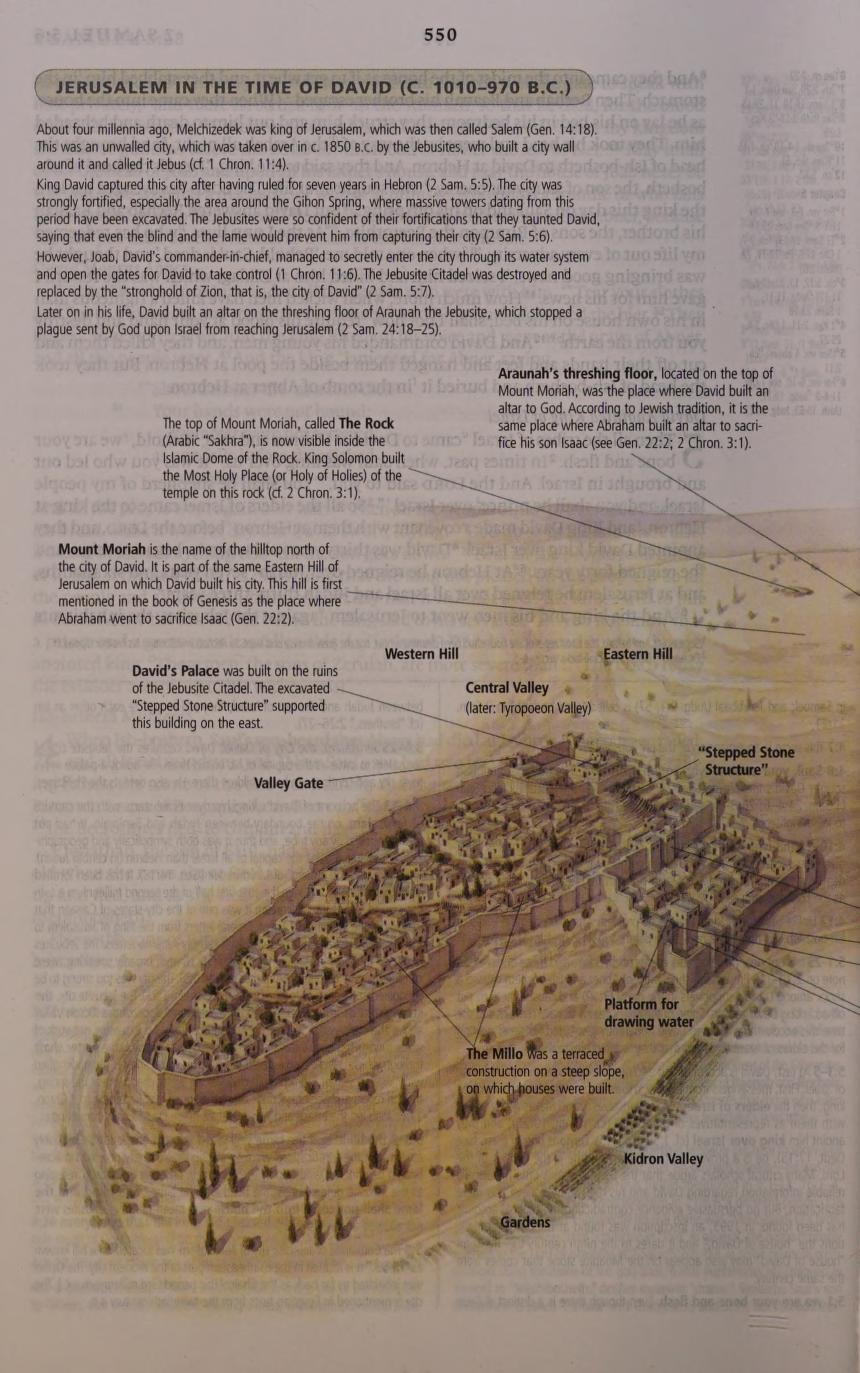 550
JERUSALEM IN THE TIME OF DAVID (C. 1010–970 B.C.)
About four millennia ago, Melchizedek was king of Jerusalem, which was then called Salem (Gen. 14:18).
This was an unwalled city, which was taken over in c. 1850 B.C. by the Jebusites, who built a city wall
around it and called it Jebus (cf. 1 Chron. 11:4).
King David captured this city after having ruled for seven years in Hebron (2 Sam. 5:5). The city was
strongly fortified, especially the area around the Gihon Spring, where massive towers dating from this
period have been excavated. The Jebusites were so confident of their fortifications that they taunted David,
saying that even the blind and the lame would prevent him from capturing their city (2 Sam. 5:6).
However, Joab, David's commander-in-chief, managed to secretly enter the city through its water system
and open the gates for David to take control (1 Chron. 11:6). The Jebusite Citadel was destroyed and
replaced by the “stronghold of Zion, that is, the city of David” (2 Sam. 5:7).
Later on in his life, David built an altar on the threshing floor of Araunah the Jebusite, which stopped a
plague sent by God upon Israel from reaching Jerusalem (2 Sam. 24:18–25).
Araunah's threshing floor, located on the top of
Mount Moriah, was the place where David built an
altar to God. According to Jewish tradition, it is the
same place where Abraham built an altar to sacri-
fice his son Isaac (see Gen. 22:2; 2 Chron. 3:1).
The top of Mount Moriah, called The Rock
(Arabic “Sakhra”), is now visible inside the
Islamic Dome of the Rock. King Solomon built
the Most Holy Place (or Holy of Holies) of the
temple on this rock (cf. 2 Chron. 3:1).
Mount Moriah is the name of the hilltop north of
the city of David. It is part of the same Eastern Hill of
Jerusalem on which David built his city. This hill is first
mentioned in the book of Genesis as the place where
Abraham went to sacrifice Isaac (Gen. 22:2).
Western Hill
Eastern Hill
David's Palace was built on the ruins
of the Jebusite Citadel. The excavated
“Stepped Stone Structure” supported
this building on the east.
Central Valley
(later: Tyropoeon Valley)
“Stepped Stone
Structure”
Valley Gate
Platform for
drawing water
The Millo was a terraced
construction on a steep slope,
on which houses were built.
Kidron Valley
Gardens